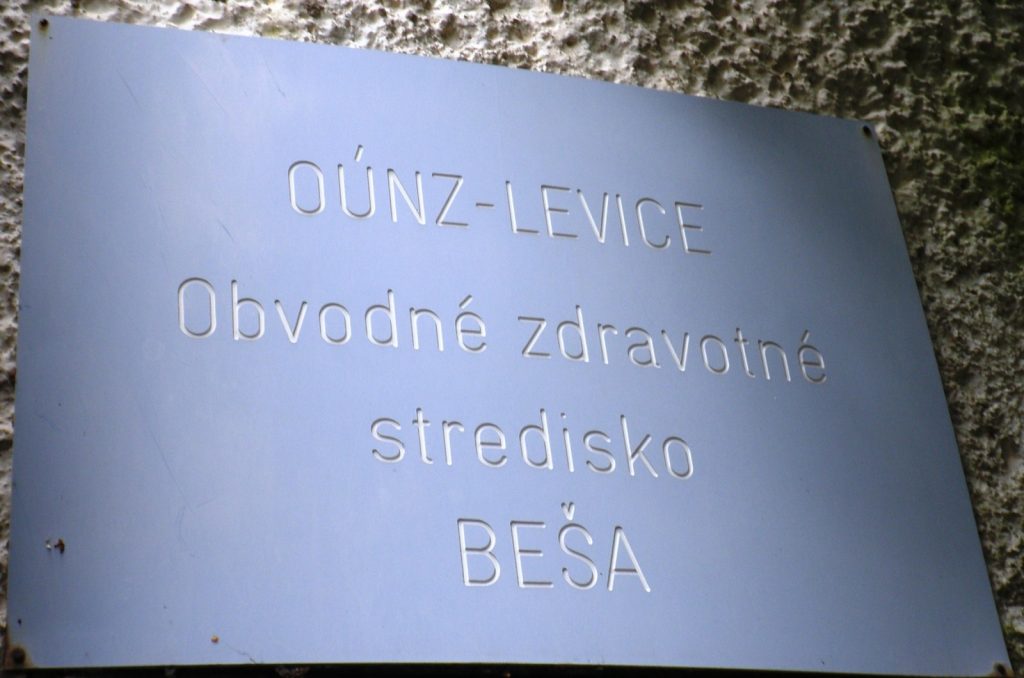 OÚNZ-LEVICE
Obvodné zdravotné
stredisko
BEŠA